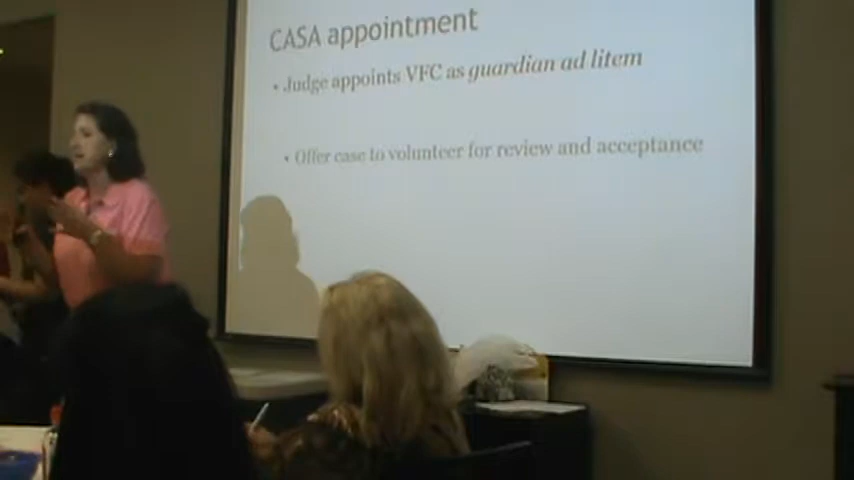 CASA appointment
• Judge appoints VFC as guardian ad litem
• Offer case to volunteer for review and acceptance